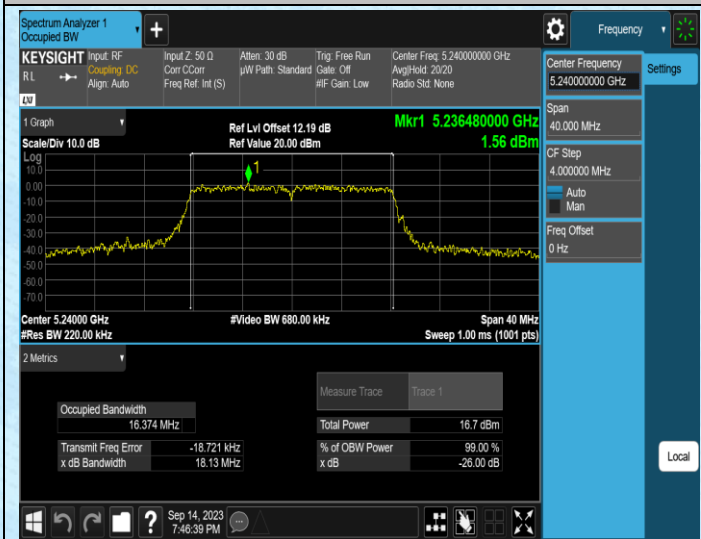 Spectrum Analyzer 1
Occupied BW
+
Frequency
KEYSIGHT
Input: RF
Coupling: DC
Align: Auto
RL
LXI
Input Z: 50 Ω
Corr CCorr
Freq Ref: Int (S)
Atten: 30 dB
µW Path: Standard
Trig: Free Run
Gate: Off
#IF Gain: Low
Center Freq: 5.240000000 GHz
Avg|Hold: 20/20
Radio Std: None
Center Frequency
5.240000000 GHz
Settings
Span
40.000 MHz
CF Step
4.000000 MHz
Auto
Man
Freq Offset
0 Hz
1 Graph
Scale/Div 10.0 dB
Ref Lvl Offset 12.19 dB
Ref Value 20.00 dBm
Mkr1 5.236480000 GHz
1.56 dBm
Log
10.0
0.00
-10.0
-20.0
-30.0
-40.0
-50.0
-60.0
-70.0
1
Center 5.24000 GHz
#Res BW 220.00 kHz
#Video BW 680.00 kHz
Span 40 MHz
Sweep 1.00 ms (1001 pts)
2 Metrics
Measure Trace Trace 1
Occupied Bandwidth
16.374 MHz
Total Power 16.7 dBm
Transmit Freq Error -18.721 kHz
% of OBW Power 99.00 %
x dB Bandwidth 18.13 MHz
x dB -26.00 dB
Local
?
Sep 14, 2023
7:46:39 PM